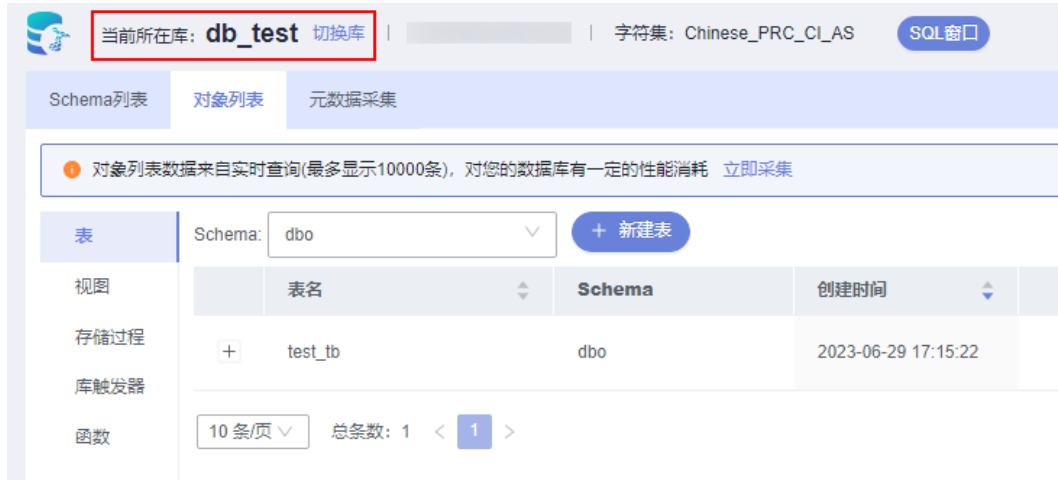 当前所在库: db_test 切换库 | | 字符集: Chinese_PRC_CI_AS SQL窗口
Schema列表 对象列表 元数据采集
对象列表数据来自实时查询(最多显示10000条), 对您的数据库有一定的性能消耗 立即采集
表 Schema: dbo + 新建表
表名 Schema 创建时间
视图
存储过程
+ test_tb dbo 2023-06-29 17:15:22
库触发器
函数 10 条/页 总条数: 1 < 1 >